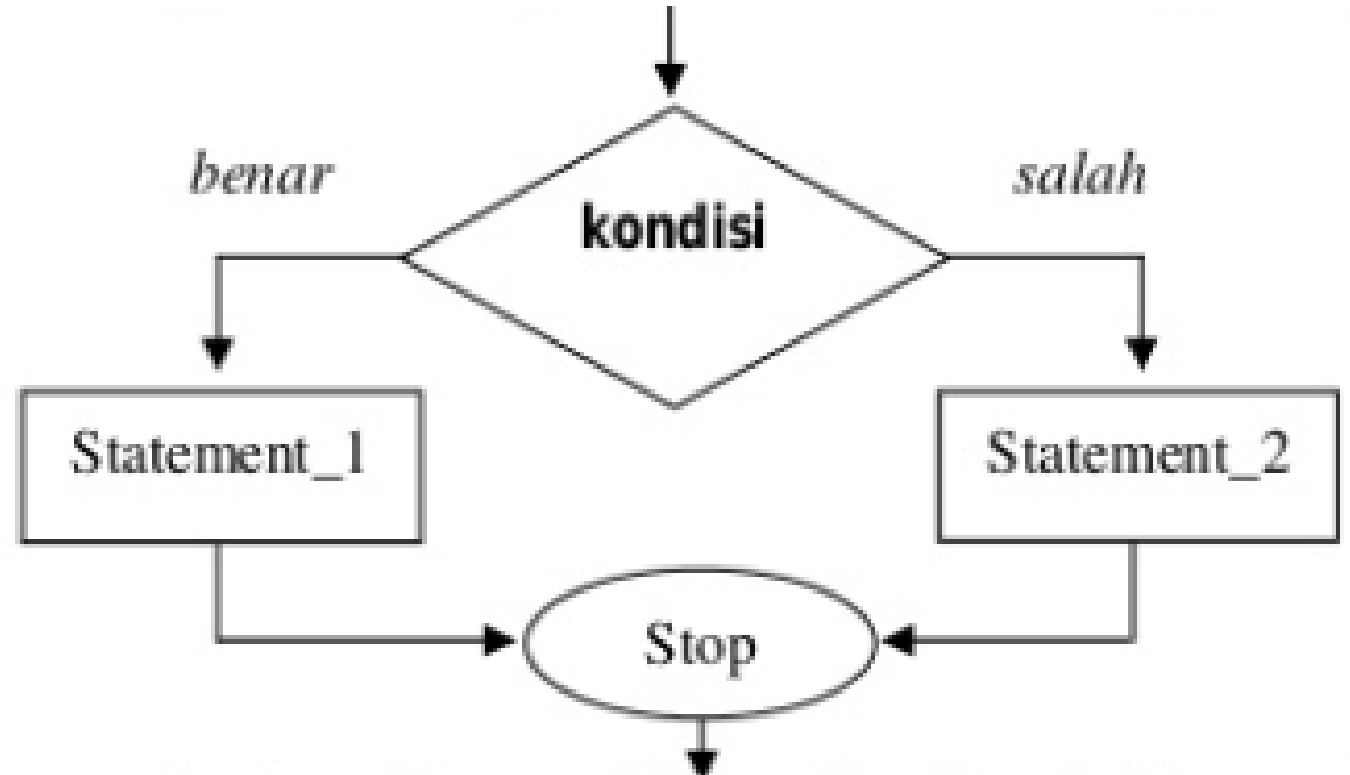 benar
salah
kondisi
Statement_1
Statement_2
Stop